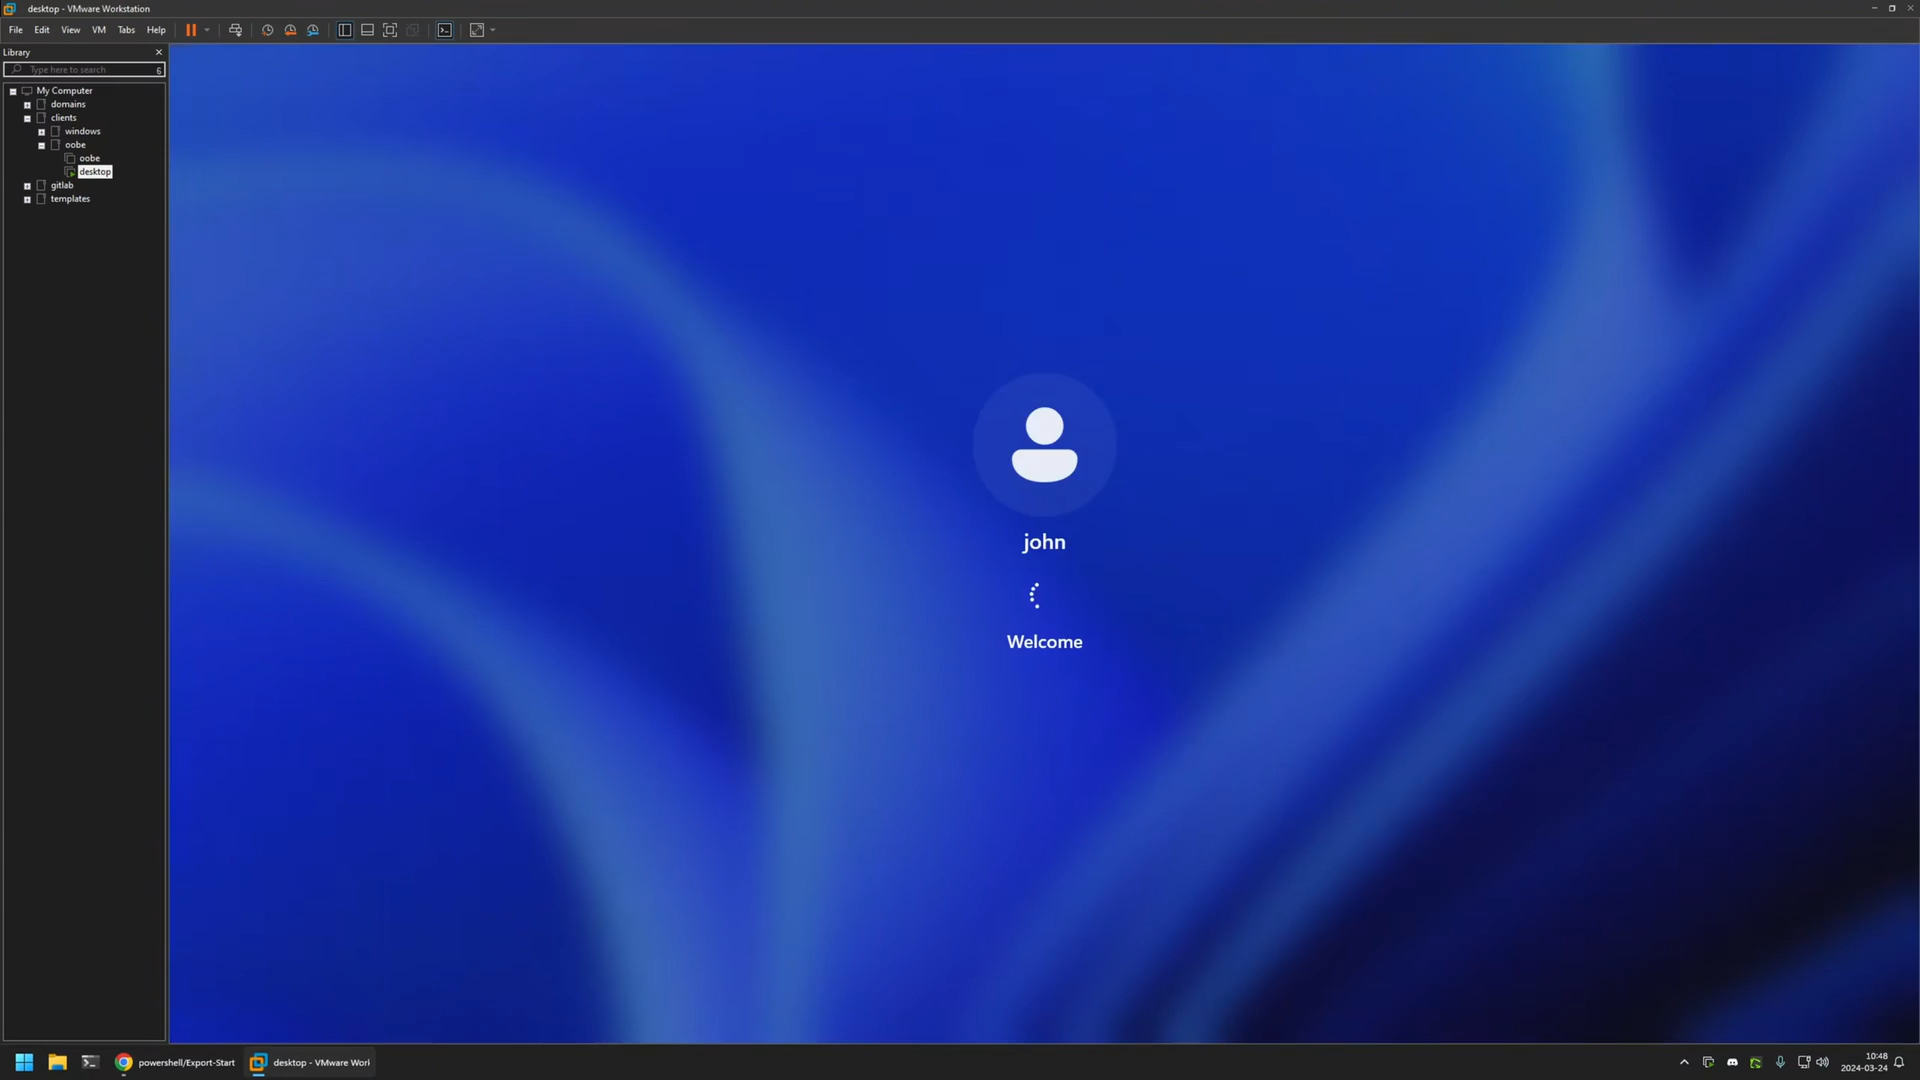 desktop - VMware Workstation
File Edit View VM Tabs Help
Library
Type here to search
My Computer
domains
clients
windows
oobe
oobe
desktop
gitlab
templates
john
Welcome
powershell/Export-Start
desktop - VMware Worl
10:48
2024-03-24